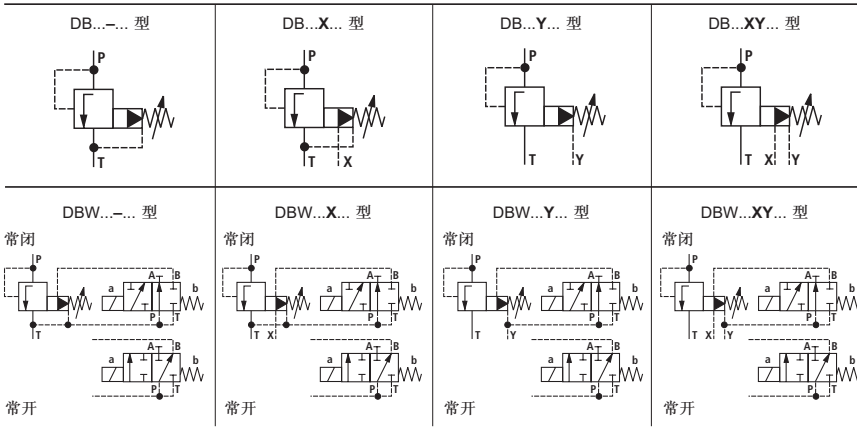 DB...–... 型
DB...X... 型
DB...Y... 型
DB...XY... 型
P
T
P
T X
P
T Y
P
T X Y
DBW...–... 型
DBW...X... 型
DBW...Y... 型
DBW...XY... 型
常闭
P
T
a
A B
b
P T
a
A B
b
P T
常开
常闭
P
T X
a
A B
b
P T
a
A B
b
P T
常开
常闭
P
T Y
a
A B
b
P T
a
A B
b
P T
常开
常闭
P
T X Y
a
A B
b
P T
a
A B
b
P T
常开